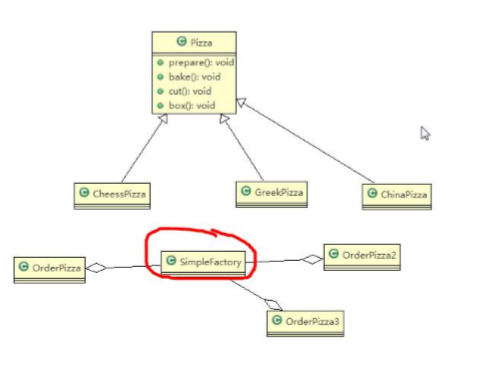 Pizza
prepare(): void
bake(): void
cut(): void
box(): void
CheessPizza
GreekPizza
ChinaPizza
OrderPizza
SimpleFactory
OrderPizza2
OrderPizza3